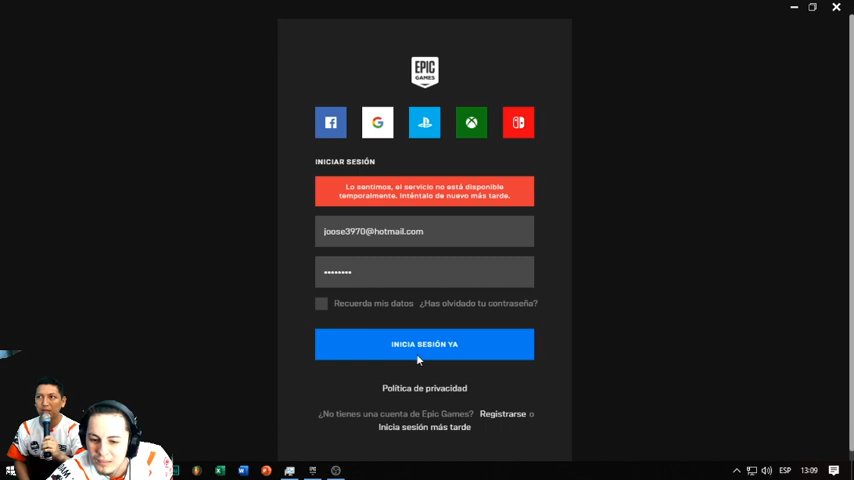 EPIC
GAMES
INICIAR SESIÓN
Lo sentimos, el servicio no está disponible
temporalmente. Inténtalo de nuevo más tarde.
joose3970@hotmail.com
••••••••
Recuerda mis datos ¿Has olvidado tu contraseña?
INICIA SESIÓN YA
Política de privacidad
¿No tienes una cuenta de Epic Games? Registrarse o
Inicia sesión más tarde
ESP 13:09